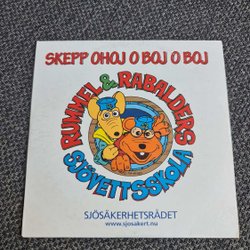 SKEPP OHOJ O BOJ O BOJ
RUMMEL & RABALDERS
SJÖVETTSSKOLA
SJÖSÄKERHETSRÅDET
www.sjosakert.nu